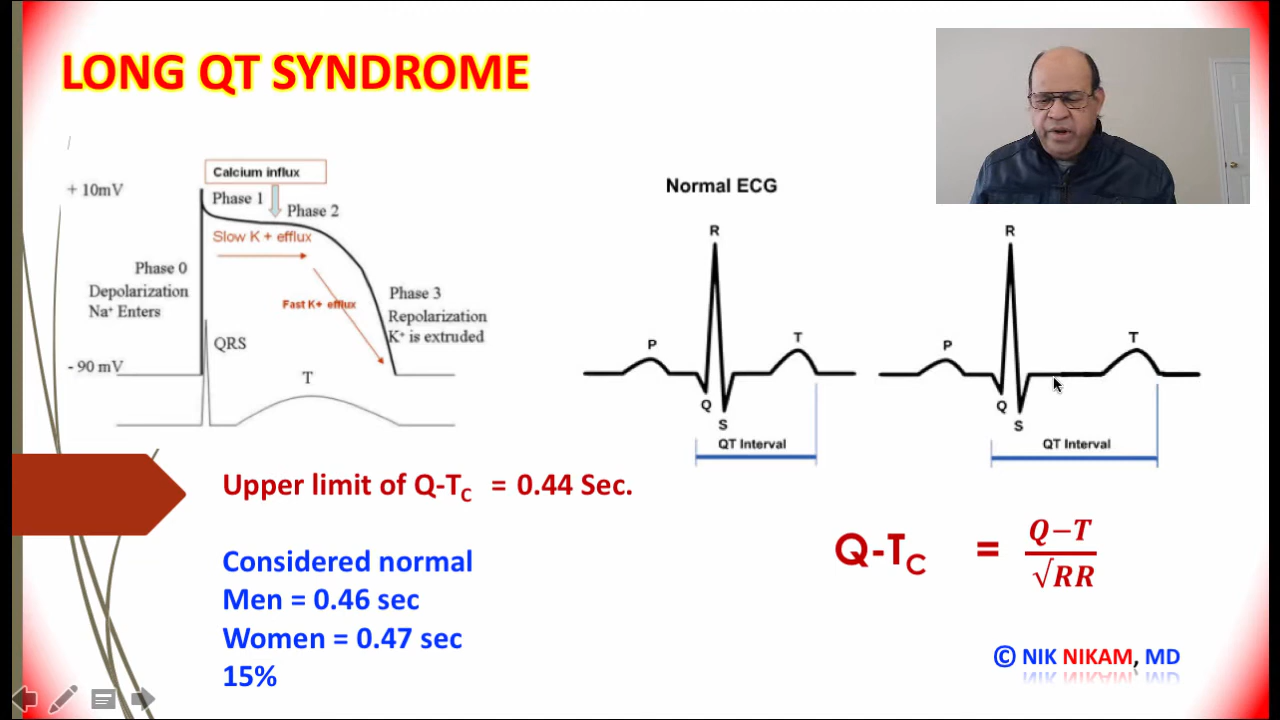 LONG QT SYNDROME
Calcium influx
+ 10mV
Phase 1
Phase 2
Slow K + efflux
Phase 0
Depolarization
Na⁺ Enters
Fast K+ efflux
Phase 3
Repolarization
K⁺ is extruded
QRS
- 90 mV
T
Normal ECG
R
P
T
Q
S
QT Interval
R
P
T
Q
S
QT Interval
Upper limit of Q-TC = 0.44 Sec.
Considered normal
Men = 0.46 sec
Women = 0.47 sec
15%
Q-TC = Q−T
√RR
© NIK NIKAM, MD